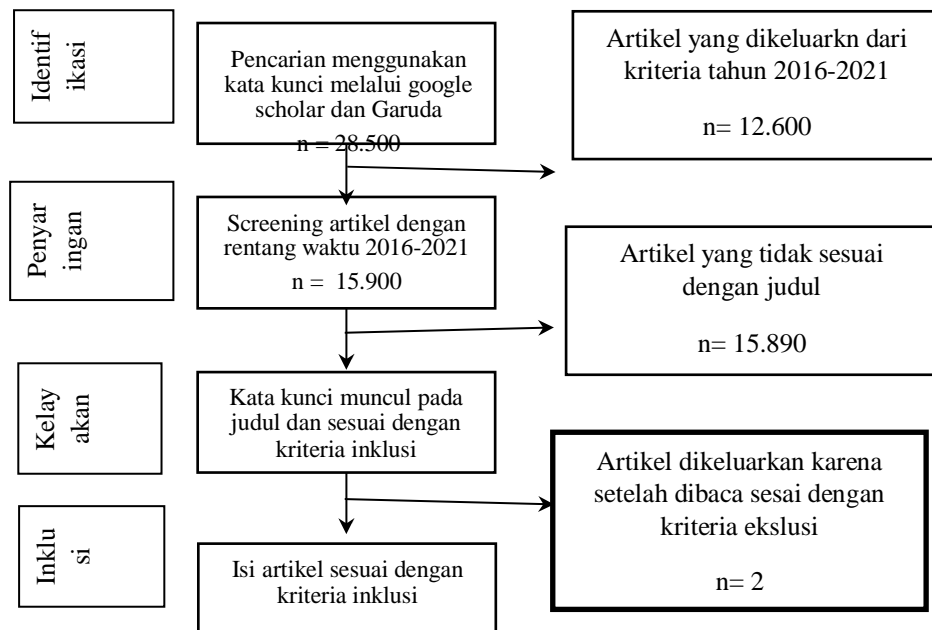 Identif
ikasi
Pencarian menggunakan
kata kunci melalui google
scholar dan Garuda
n = 28.500
Artikel yang dikeluarkn dari
kriteria tahun 2016-2021
n= 12.600
Penyar
ingan
Screening artikel dengan
rentang waktu 2016-2021
n = 15.900
Artikel yang tidak sesuai
dengan judul
n= 15.890
Kelay
akan
Kata kunci muncul pada
judul dan sesuai dengan
kriteria inklusi
Artikel dikeluarkan karena
setelah dibaca sesai dengan
kriteria ekslusi
n= 2
Inklu
si
Isi artikel sesuai dengan
kriteria inklusi